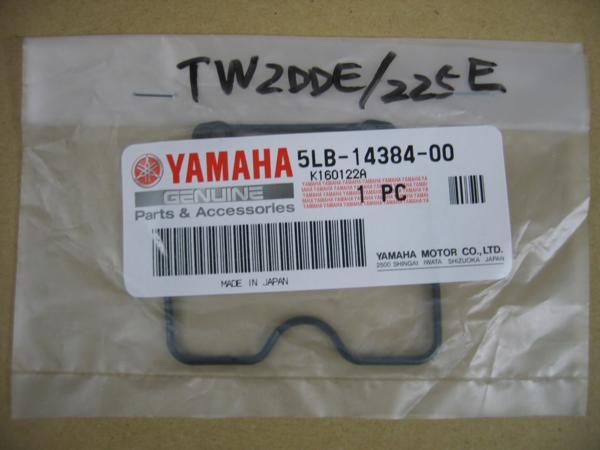 TW2DDE/225E
YAMAHA 5LB-14384-00
K160122A
GENUINE
1 PC
Parts & Accessories
YAMAHA MOTOR CO., LTD.
2500 SHINGAI IWATA SHIZUOKA JAPAN
MADE IN JAPAN